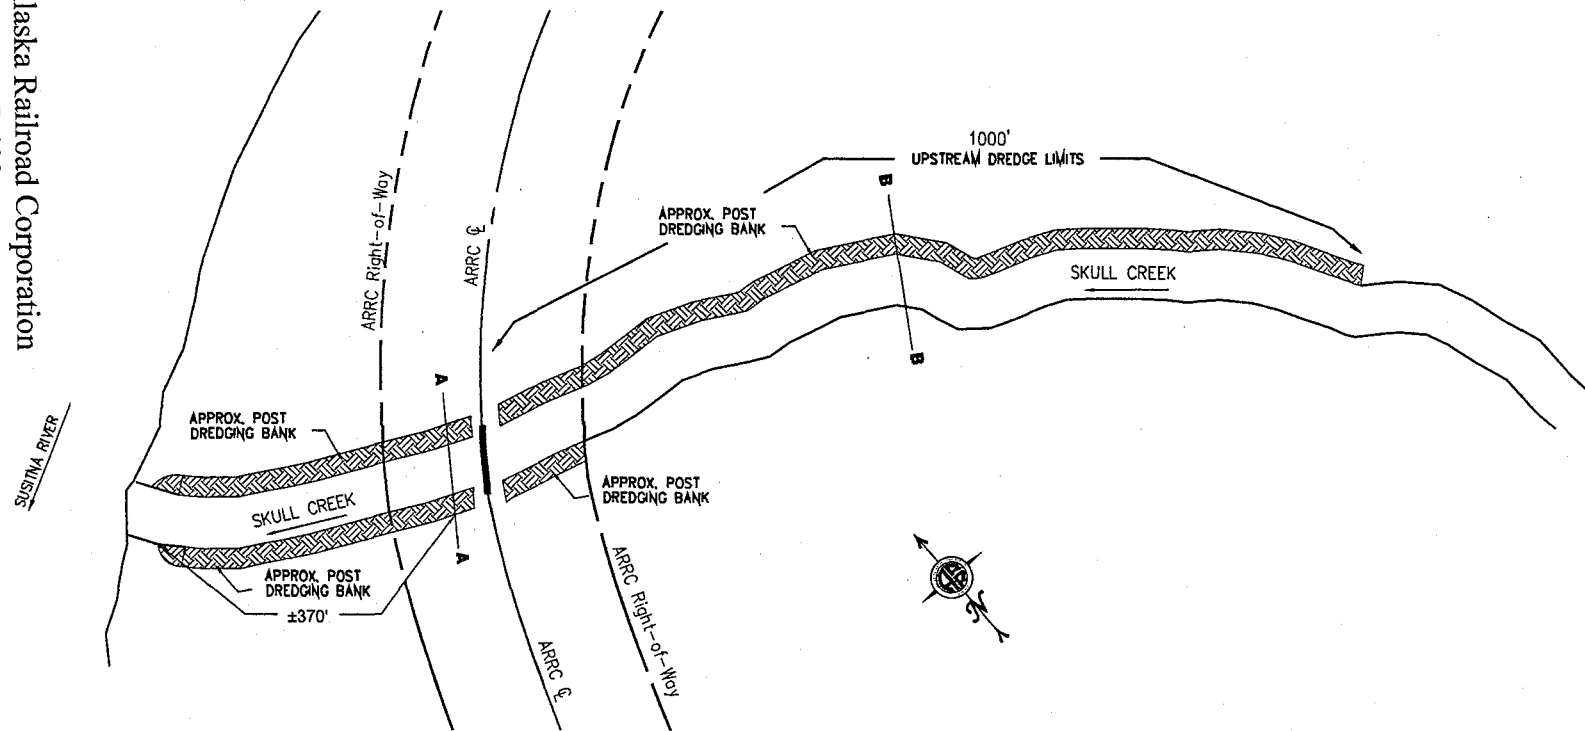 laska Railroad Corporation
1000'
UPSTREAM DREDGE LIMITS
B
APPROX. POST
DREDGING BANK
ARRC Right-of-Way
ARRC ℄
SKULL CREEK
B
A
APPROX. POST
DREDGING BANK
SUSITNA RIVER
APPROX. POST
DREDGING BANK
SKULL CREEK
A
APPROX. POST
DREDGING BANK
±370'
ARRC Right-of-Way
ARRC ℄
N